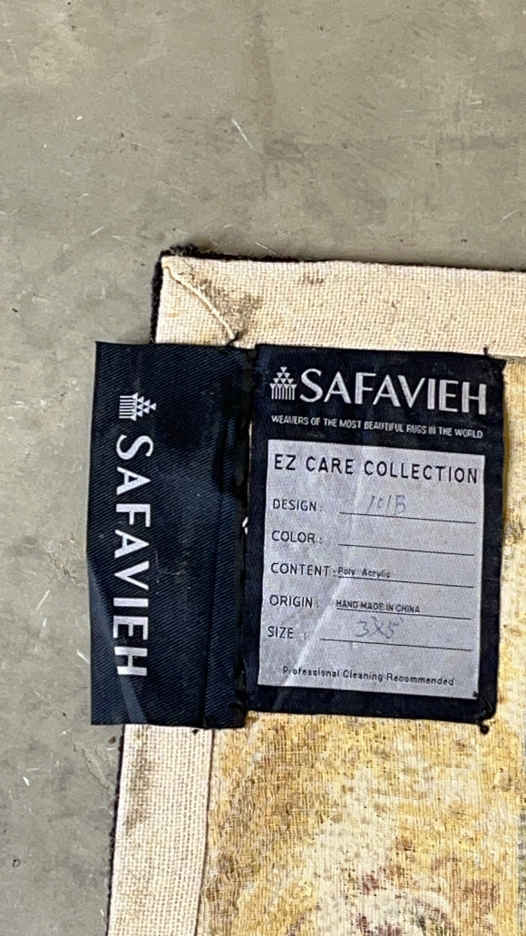 SAFAVIEH
SAFAVIEH
WEAVERS OF THE MOST BEAUTIFUL RUGS IN THE WORLD
EZ CARE COLLECTION
DESIGN: 101B
COLOR:
CONTENT: Poly Acrylic
ORIGIN: HAND MADE IN CHINA
SIZE : 3X5
Professional Cleaning Recommended